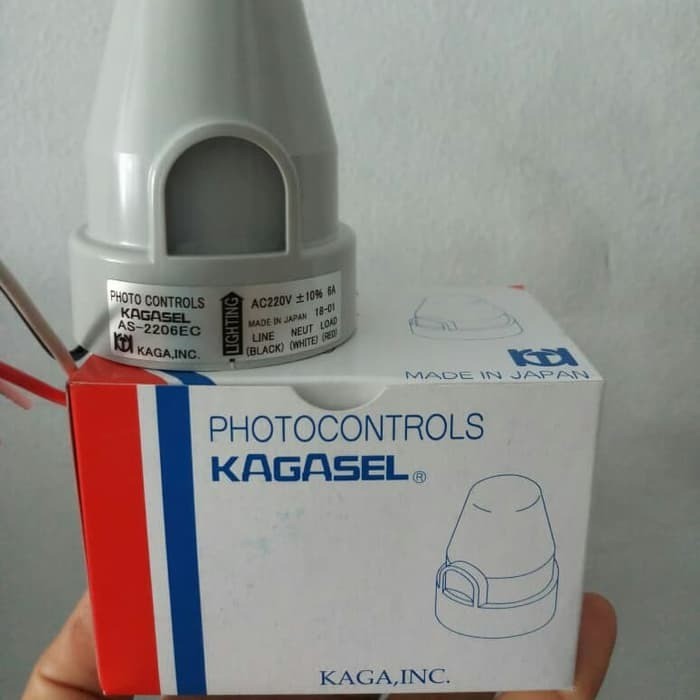 PHOTO CONTROLS
KAGASEL
AS-2206EC
KAGA,INC.
LIGHTING
AC220V ±10% 6A
MADE IN JAPAN 18-01
LINE NEUT LOAD
(BLACK) (WHITE) (RED)
MADE IN JAPAN
PHOTOCONTROLS
KAGASEL®
KAGA,INC.